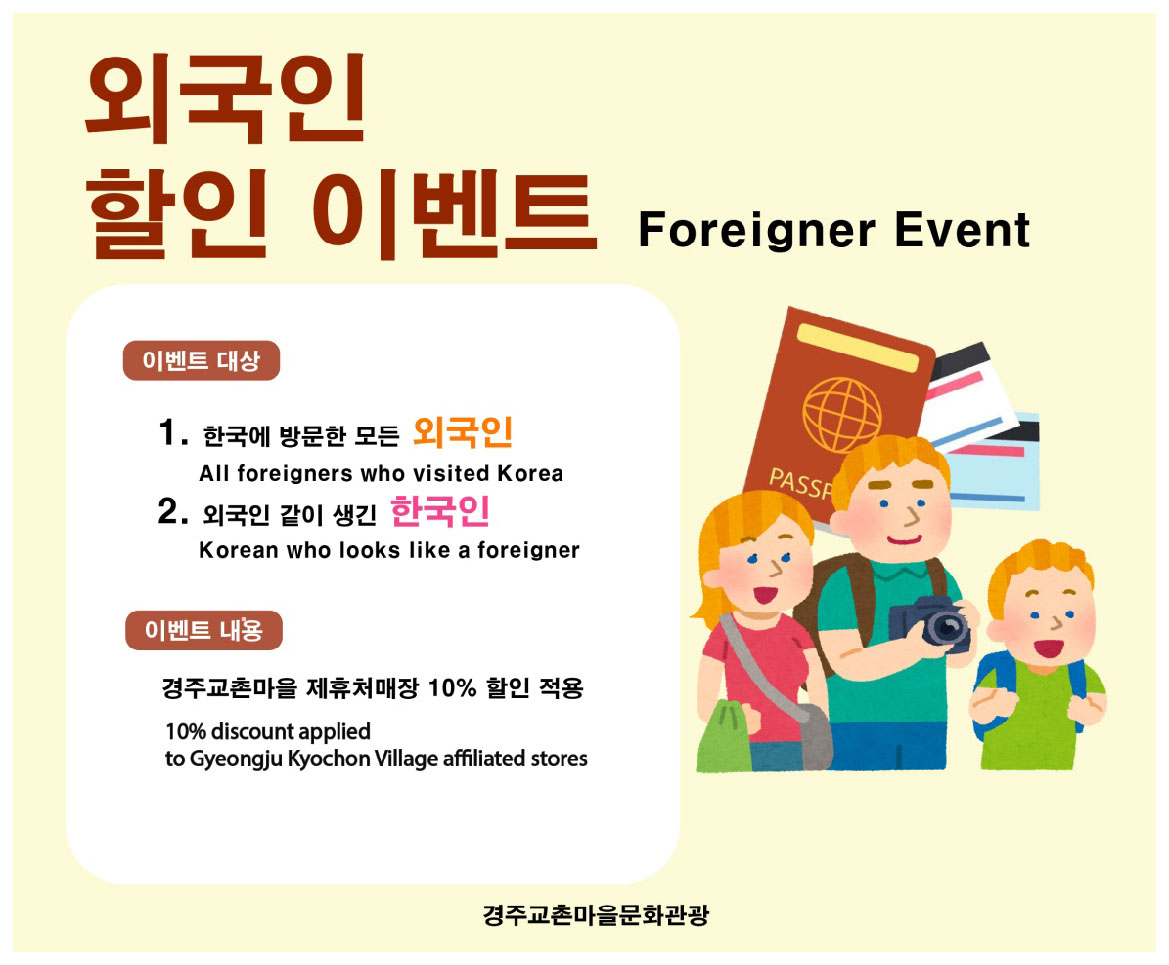 외국인
할인 이벤트 Foreigner Event
이벤트 대상
1. 한국에 방문한 모든 외국인
All foreigners who visited Korea
2. 외국인 같이 생긴 한국인
Korean who looks like a foreigner
이벤트 내용
경주교촌마을 제휴처매장 10% 할인 적용
10% discount applied
to Gyeongju Kyochon Village affiliated stores
PASSP
경주교촌마을문화관광